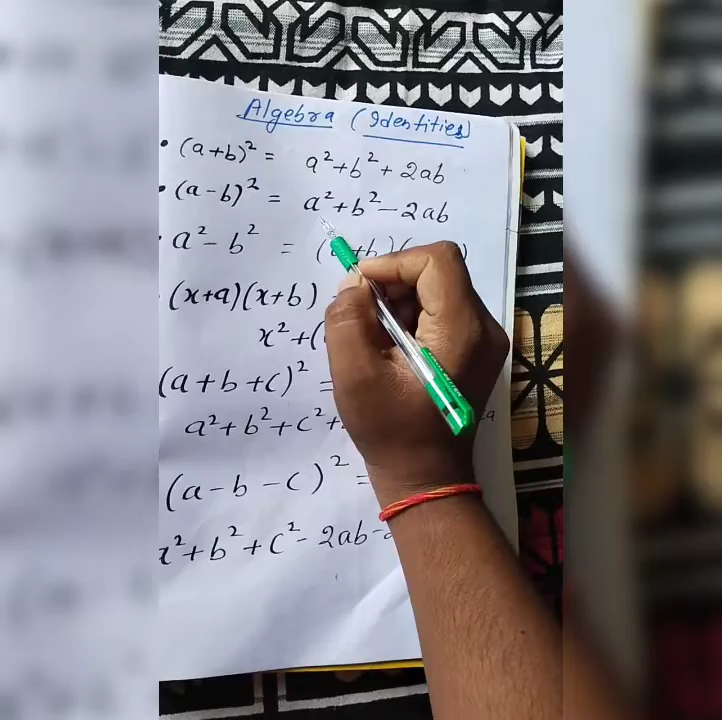 Algebra (Identities)
• (a+b)² = a²+b²+2ab
• (a-b)² = a²+b²-2ab
• a²-b² = (a+b)(
(x+a)(x+b)
x²+(
(a+b+c)² =
a²+b²+c²+
(a-b-c)² =
a²+b²+c²-2ab-